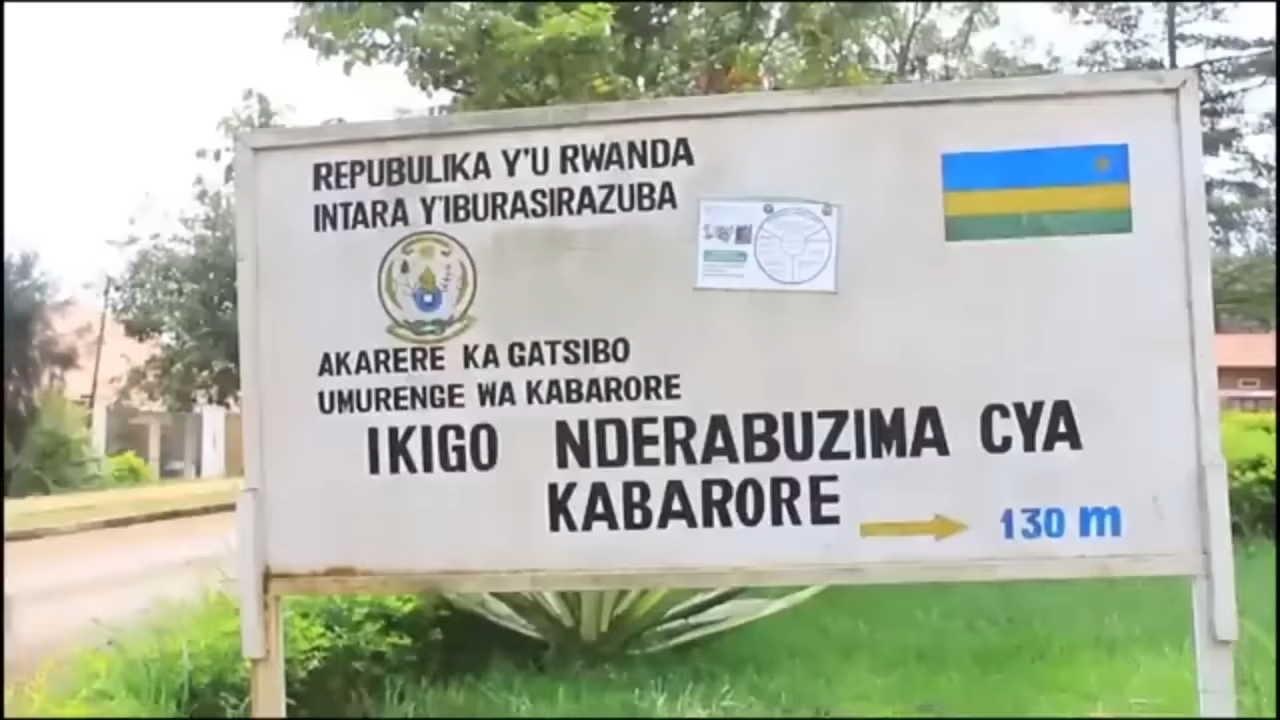 REPUBULIKA Y'U RWANDA
INTARA Y'IBURASIRAZUBA
AKARERE KA GATSIBO
UMURENGE WA KABARORE
IKIGO NDERABUZIMA CYA
KABARORE
130 m